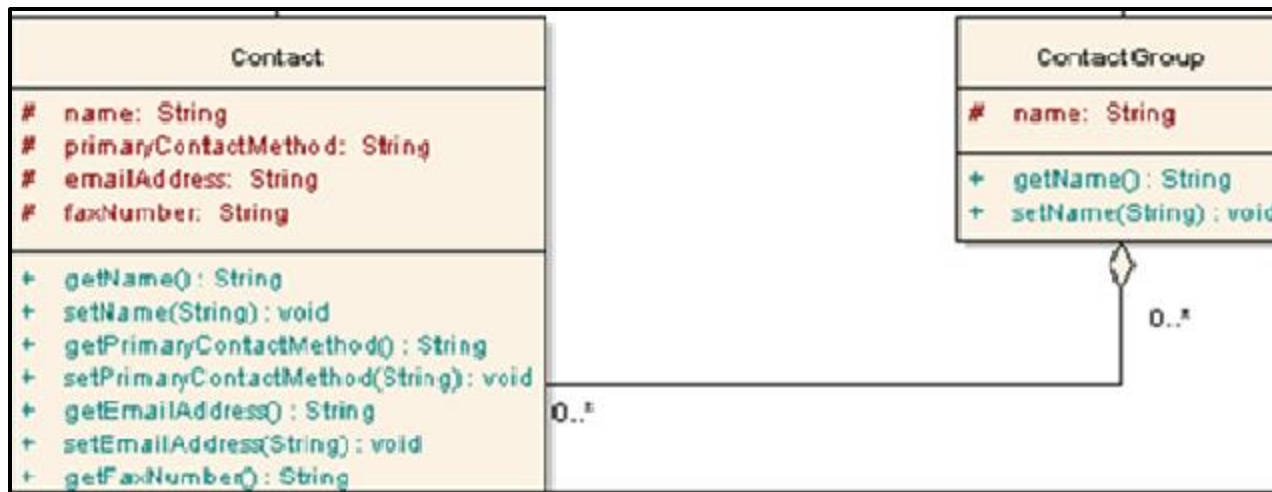 Contact
# name: String
# primaryContactMethod: String
# emailAddress: String
# faxNumber: String
+ getName() : String
+ setName(String) : void
+ getPrimaryContactMethod() : String
+ setPrimaryContactMethod(String) : void
+ getEmailAddress() : String
+ setEmailAddress(String) : void
+ getFaxNumber() : String
0..*
ContactGroup
# name: String
+ getName() : String
+ setName(String) : void
0..*